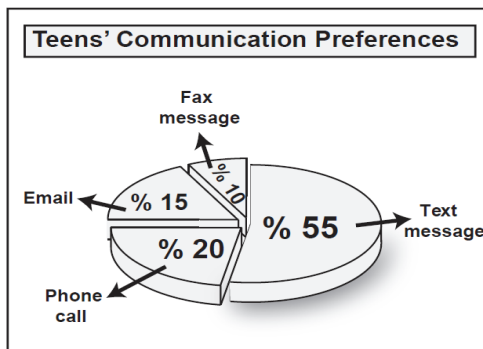 Teens' Communication Preferences
Fax
message
% 10
Email
% 15
% 55
Text
message
% 20
Phone
call